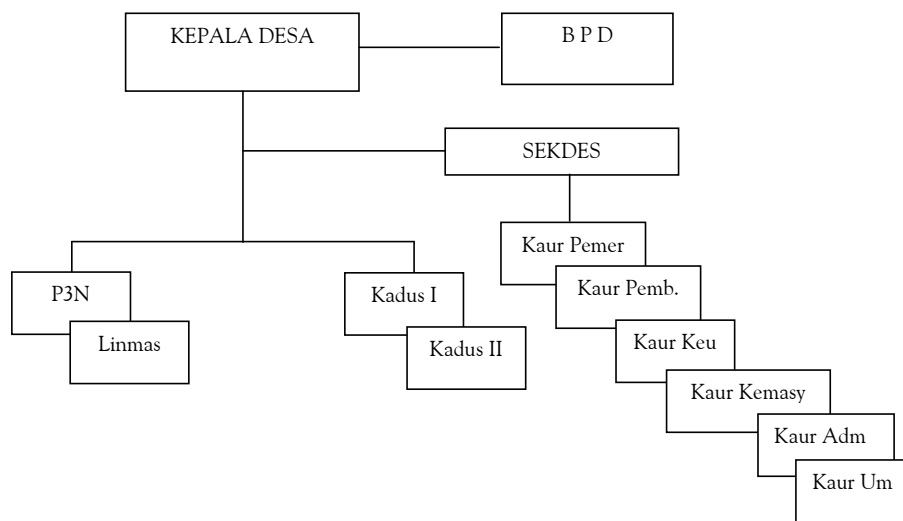 KEPALA DESA
B P D
SEKDES
Kaur Pemer
Kaur Pemb.
P3N
Kadus I
Linmas
Kadus II
Kaur Keu
Kaur Kemasy
Kaur Adm
Kaur Um